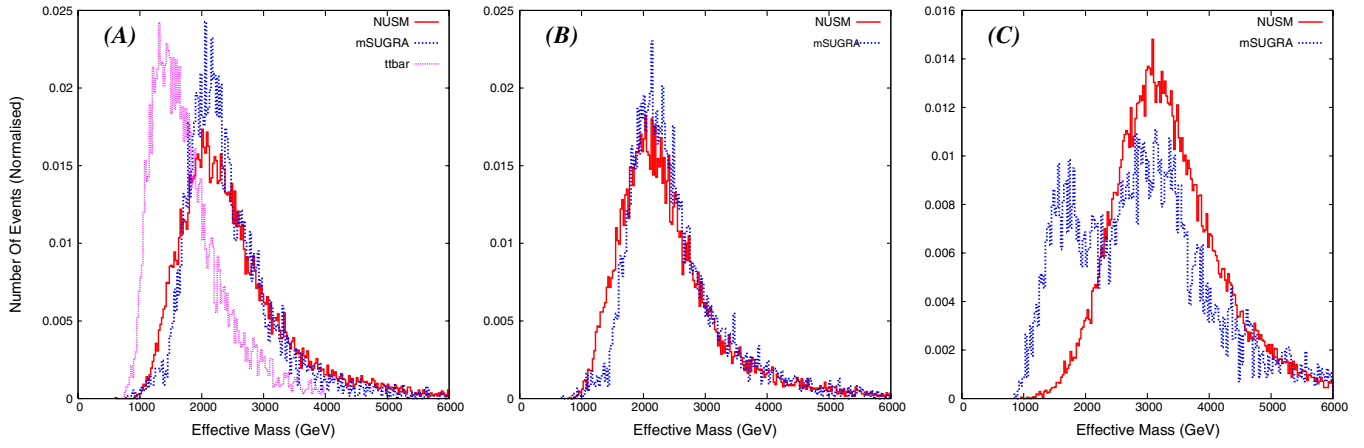 (A)
NUSM
mSUGRA
ttbar
Number Of Events (Normalised)
0.025
0.02
0.015
0.01
0.005
0
0 1000 2000 3000 4000 5000 6000
Effective Mass (GeV)
(B)
NUSM
mSUGRA
0.025
0.02
0.015
0.01
0.005
0
0 1000 2000 3000 4000 5000 6000
Effective Mass (GeV)
(C)
NUSM
mSUGRA
0.016
0.014
0.012
0.01
0.008
0.006
0.004
0.002
0
0 1000 2000 3000 4000 5000 6000
Effective Mass (GeV)